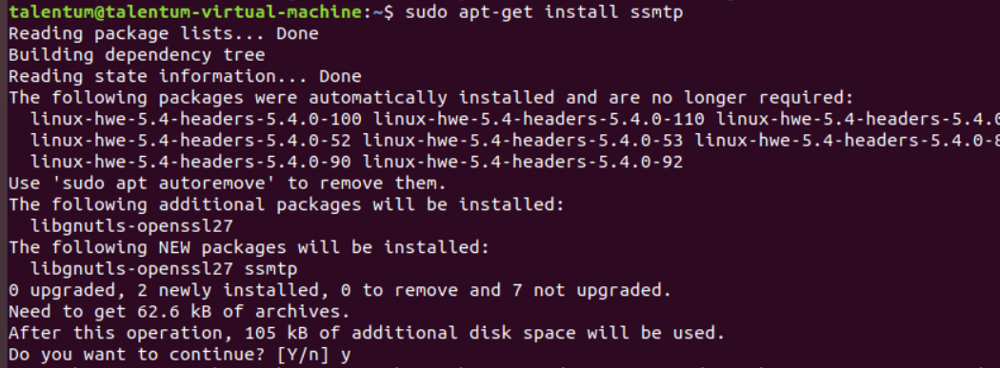 talentum@talentum-virtual-machine:~$ sudo apt-get install ssmtp
Reading package lists... Done
Building dependency tree
Reading state information... Done
The following packages were automatically installed and are no longer required:
  linux-hwe-5.4-headers-5.4.0-100 linux-hwe-5.4-headers-5.4.0-110 linux-hwe-5.4-headers-5.4.0
  linux-hwe-5.4-headers-5.4.0-52 linux-hwe-5.4-headers-5.4.0-53 linux-hwe-5.4-headers-5.4.0-8
  linux-hwe-5.4-headers-5.4.0-90 linux-hwe-5.4-headers-5.4.0-92
Use 'sudo apt autoremove' to remove them.
The following additional packages will be installed:
  libgnutls-openssl27
The following NEW packages will be installed:
  libgnutls-openssl27 ssmtp
0 upgraded, 2 newly installed, 0 to remove and 7 not upgraded.
Need to get 62.6 kB of archives.
After this operation, 105 kB of additional disk space will be used.
Do you want to continue? [Y/n] y